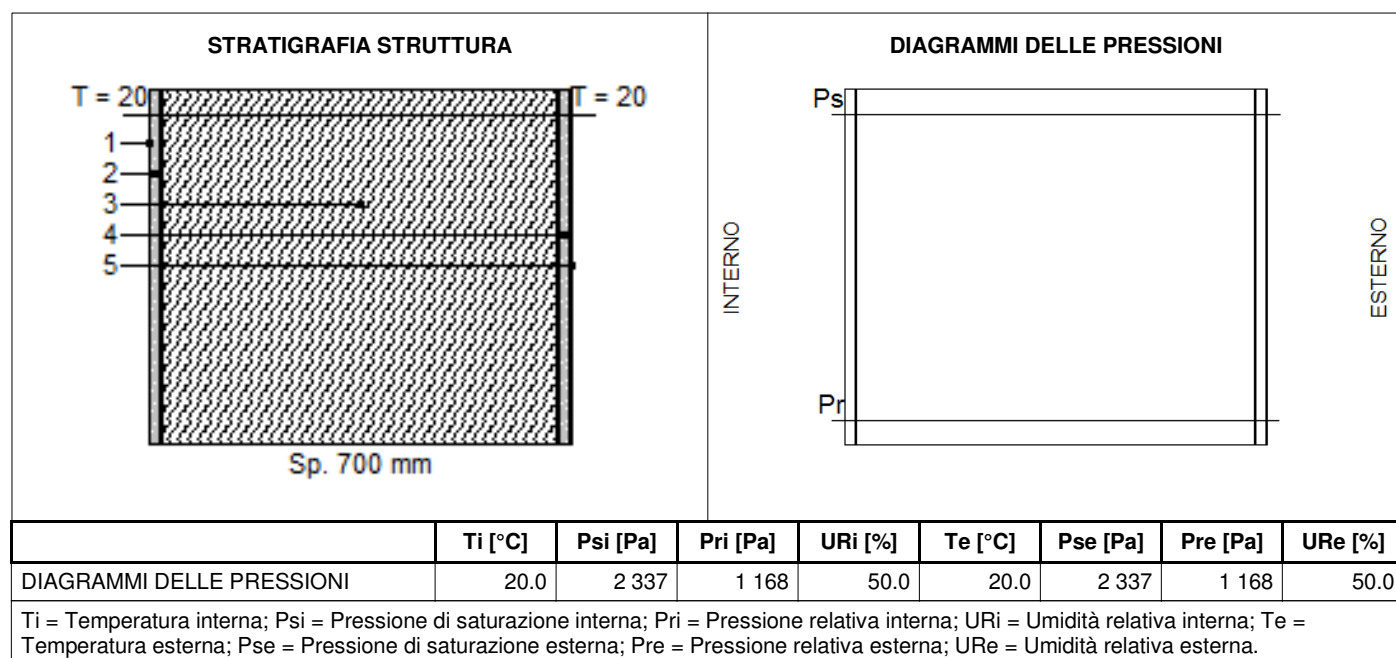 STRATIGRAFIA STRUTTURA
T = 20
T = 20
1
2
3
4
5
Sp. 700 mm
DIAGRAMMI DELLE PRESSIONI
Ps
Pr
INTERNO
ESTERNO
Ti [°C] Psi [Pa] Pri [Pa] URi [%] Te [°C] Pse [Pa] Pre [Pa] URe [%]
DIAGRAMMI DELLE PRESSIONI 20.0 2 337 1 168 50.0 20.0 2 337 1 168 50.0
Ti = Temperatura interna; Psi = Pressione di saturazione interna; Pri = Pressione relativa interna; URi = Umidità relativa interna; Te =
Temperatura esterna; Pse = Pressione di saturazione esterna; Pre = Pressione relativa esterna; URe = Umidità relativa esterna.